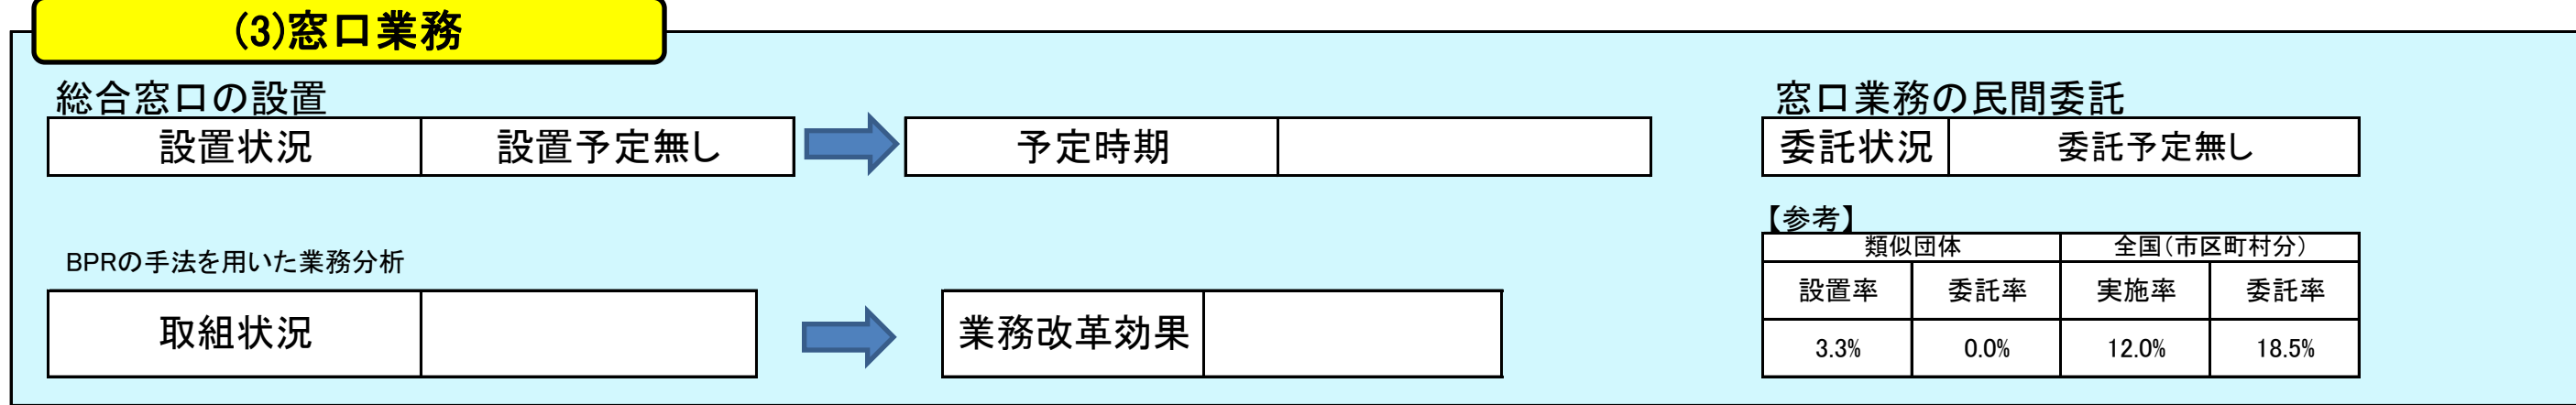 (3)窓口業務
総合窓口の設置
設置状況 設置予定無し 予定時期
BPRの手法を用いた業務分析
取組状況 業務改革効果
窓口業務の民間委託
委託状況 委託予定無し
【参考】
類似団体 全国(市区町村分)
設置率 委託率 実施率 委託率
3.3% 0.0% 12.0% 18.5%